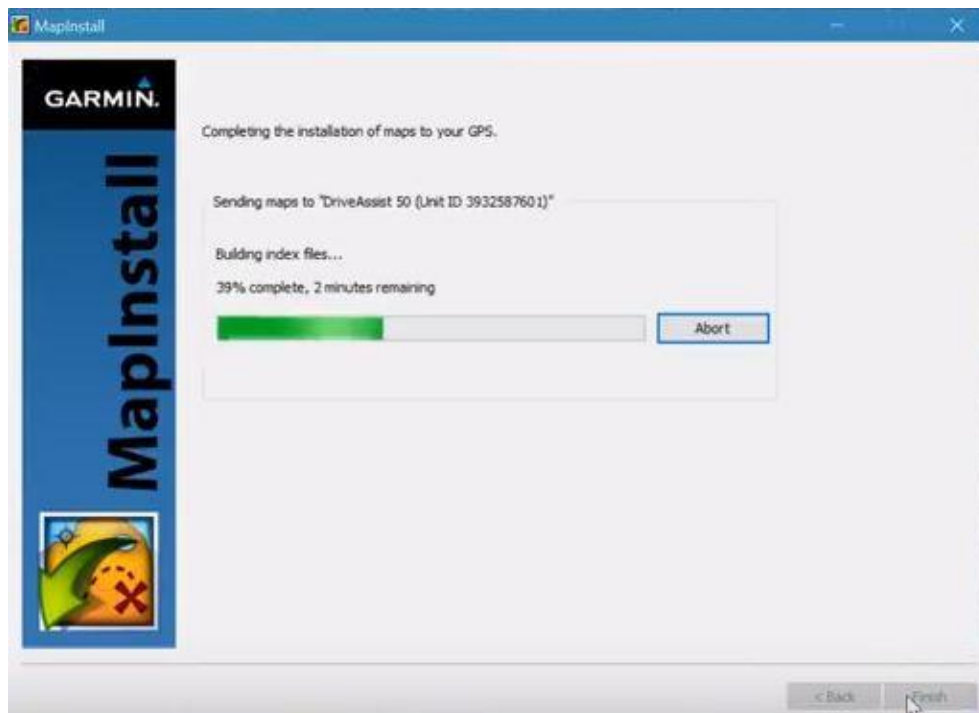 MapInstall
GARMIN.
MapInstall
Completing the installation of maps to your GPS.
Sending maps to "DriveAssist 50 (Unit ID 3932587601)"
Building index files...
39% complete, 2 minutes remaining
Abort
< Back
Finish